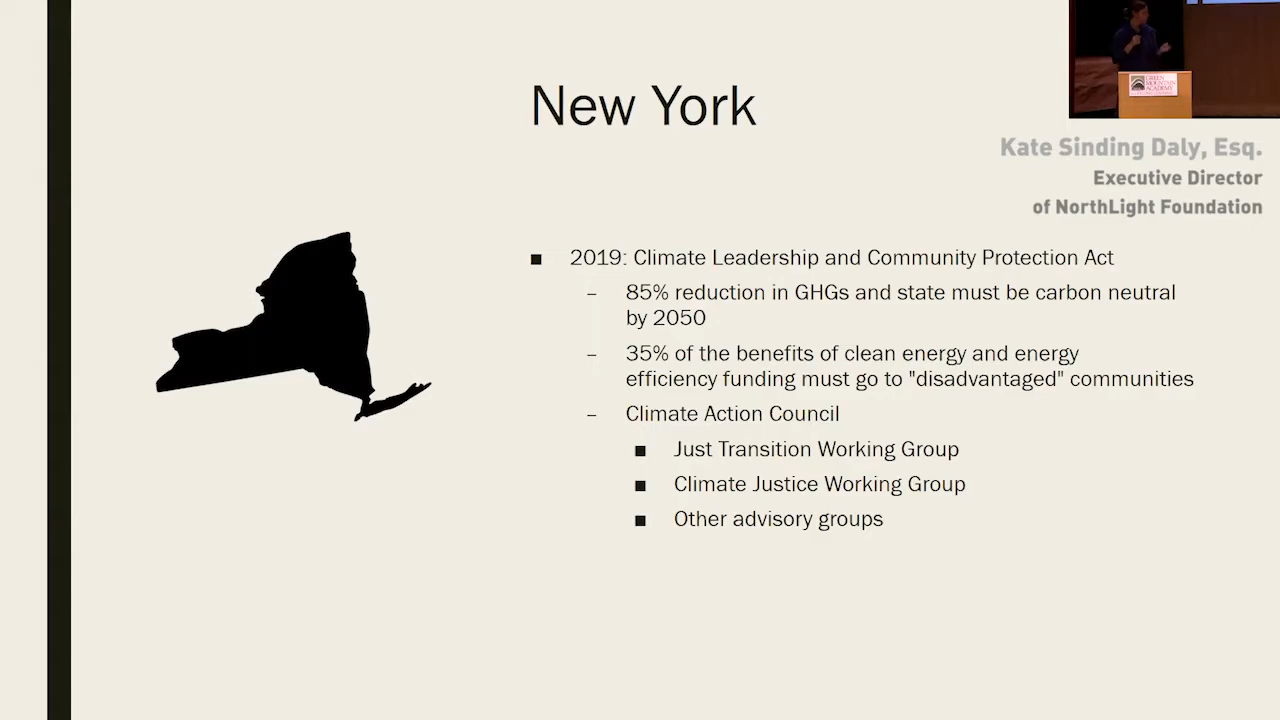 New York
GREEN
MOUNTAIN
ACADEMY
Kate Sinding Daly, Esq.
Executive Director
of NorthLight Foundation
■ 2019: Climate Leadership and Community Protection Act
– 85% reduction in GHGs and state must be carbon neutral
by 2050
– 35% of the benefits of clean energy and energy
efficiency funding must go to "disadvantaged" communities
– Climate Action Council
■ Just Transition Working Group
■ Climate Justice Working Group
■ Other advisory groups